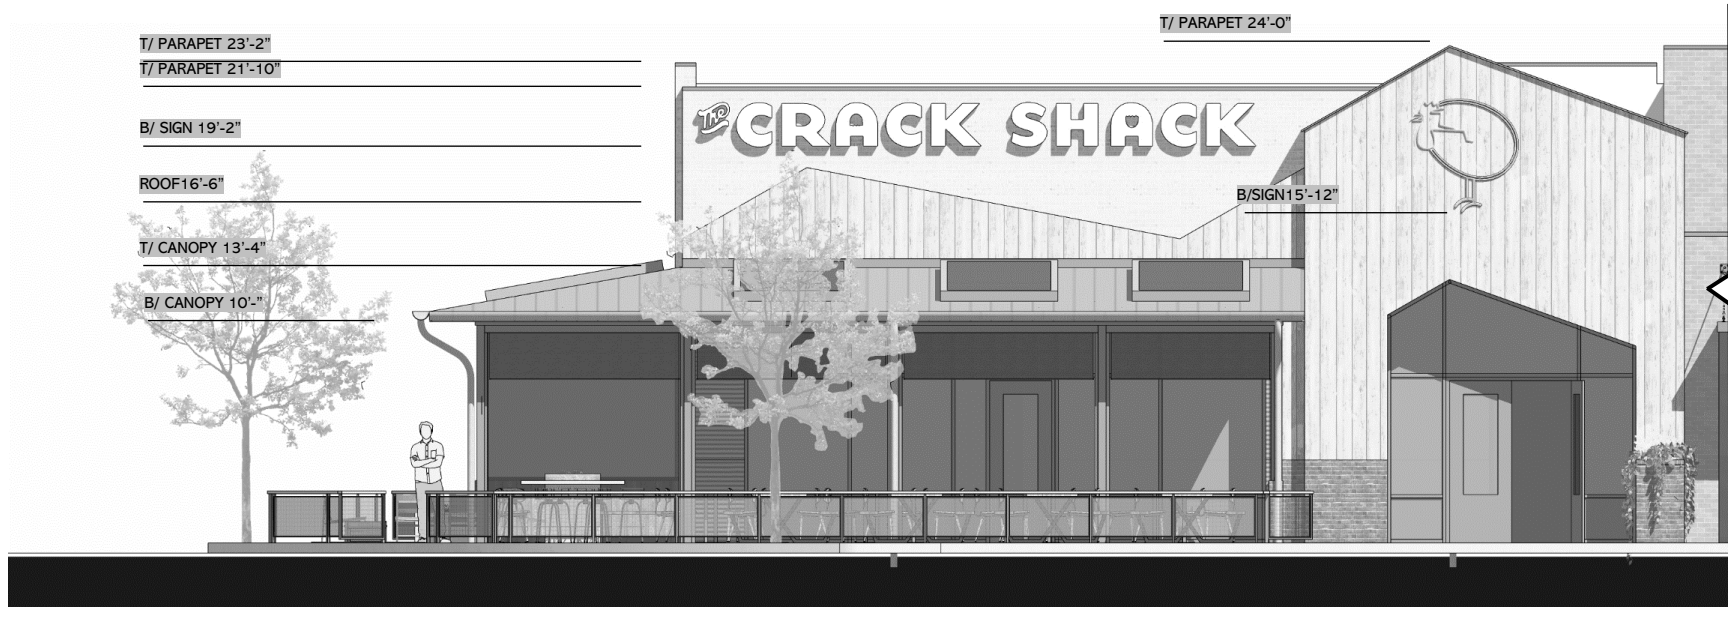 T/ PARAPET 24'-0"
T/ PARAPET 23'-2"
T/ PARAPET 21'-10"
The CRACK SHACK
B/ SIGN 19'-2"
ROOF16'-6"
B/SIGN15'-12"
T/ CANOPY 13'-4"
B/ CANOPY 10'-"